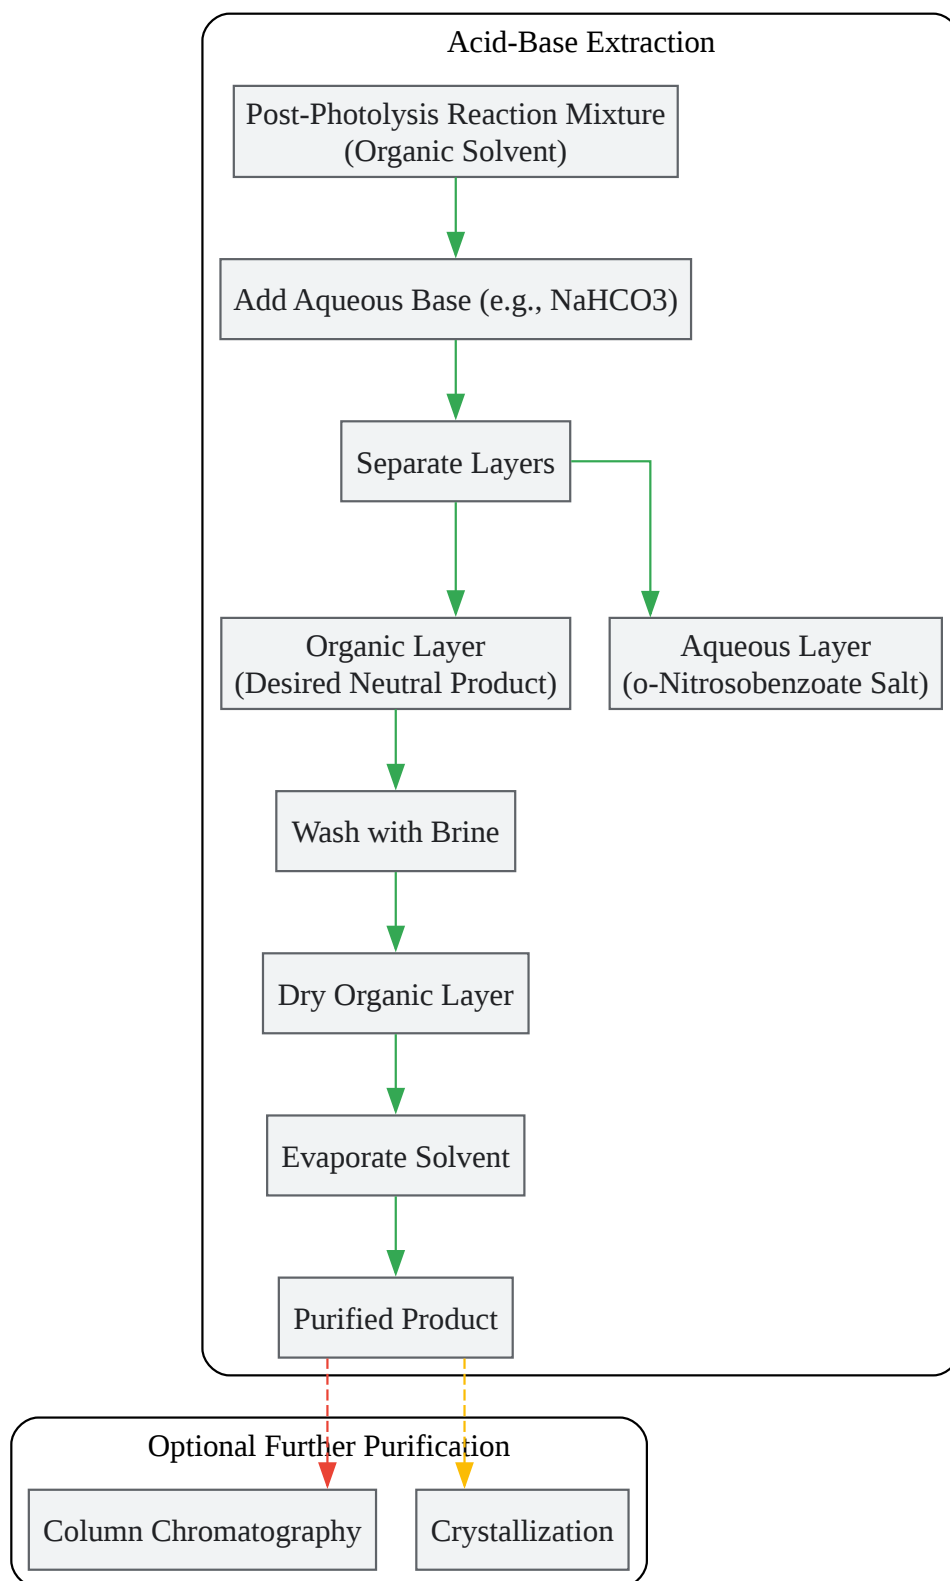 Acid-Base Extraction
Post-Photolysis Reaction Mixture
(Organic Solvent)
Add Aqueous Base (e.g., NaHCO3)
Separate Layers
Organic Layer
(Desired Neutral Product)
Aqueous Layer
(o-Nitrosobenzoate Salt)
Wash with Brine
Dry Organic Layer
Evaporate Solvent
Purified Product
Optional Further Purification
Column Chromatography
Crystallization